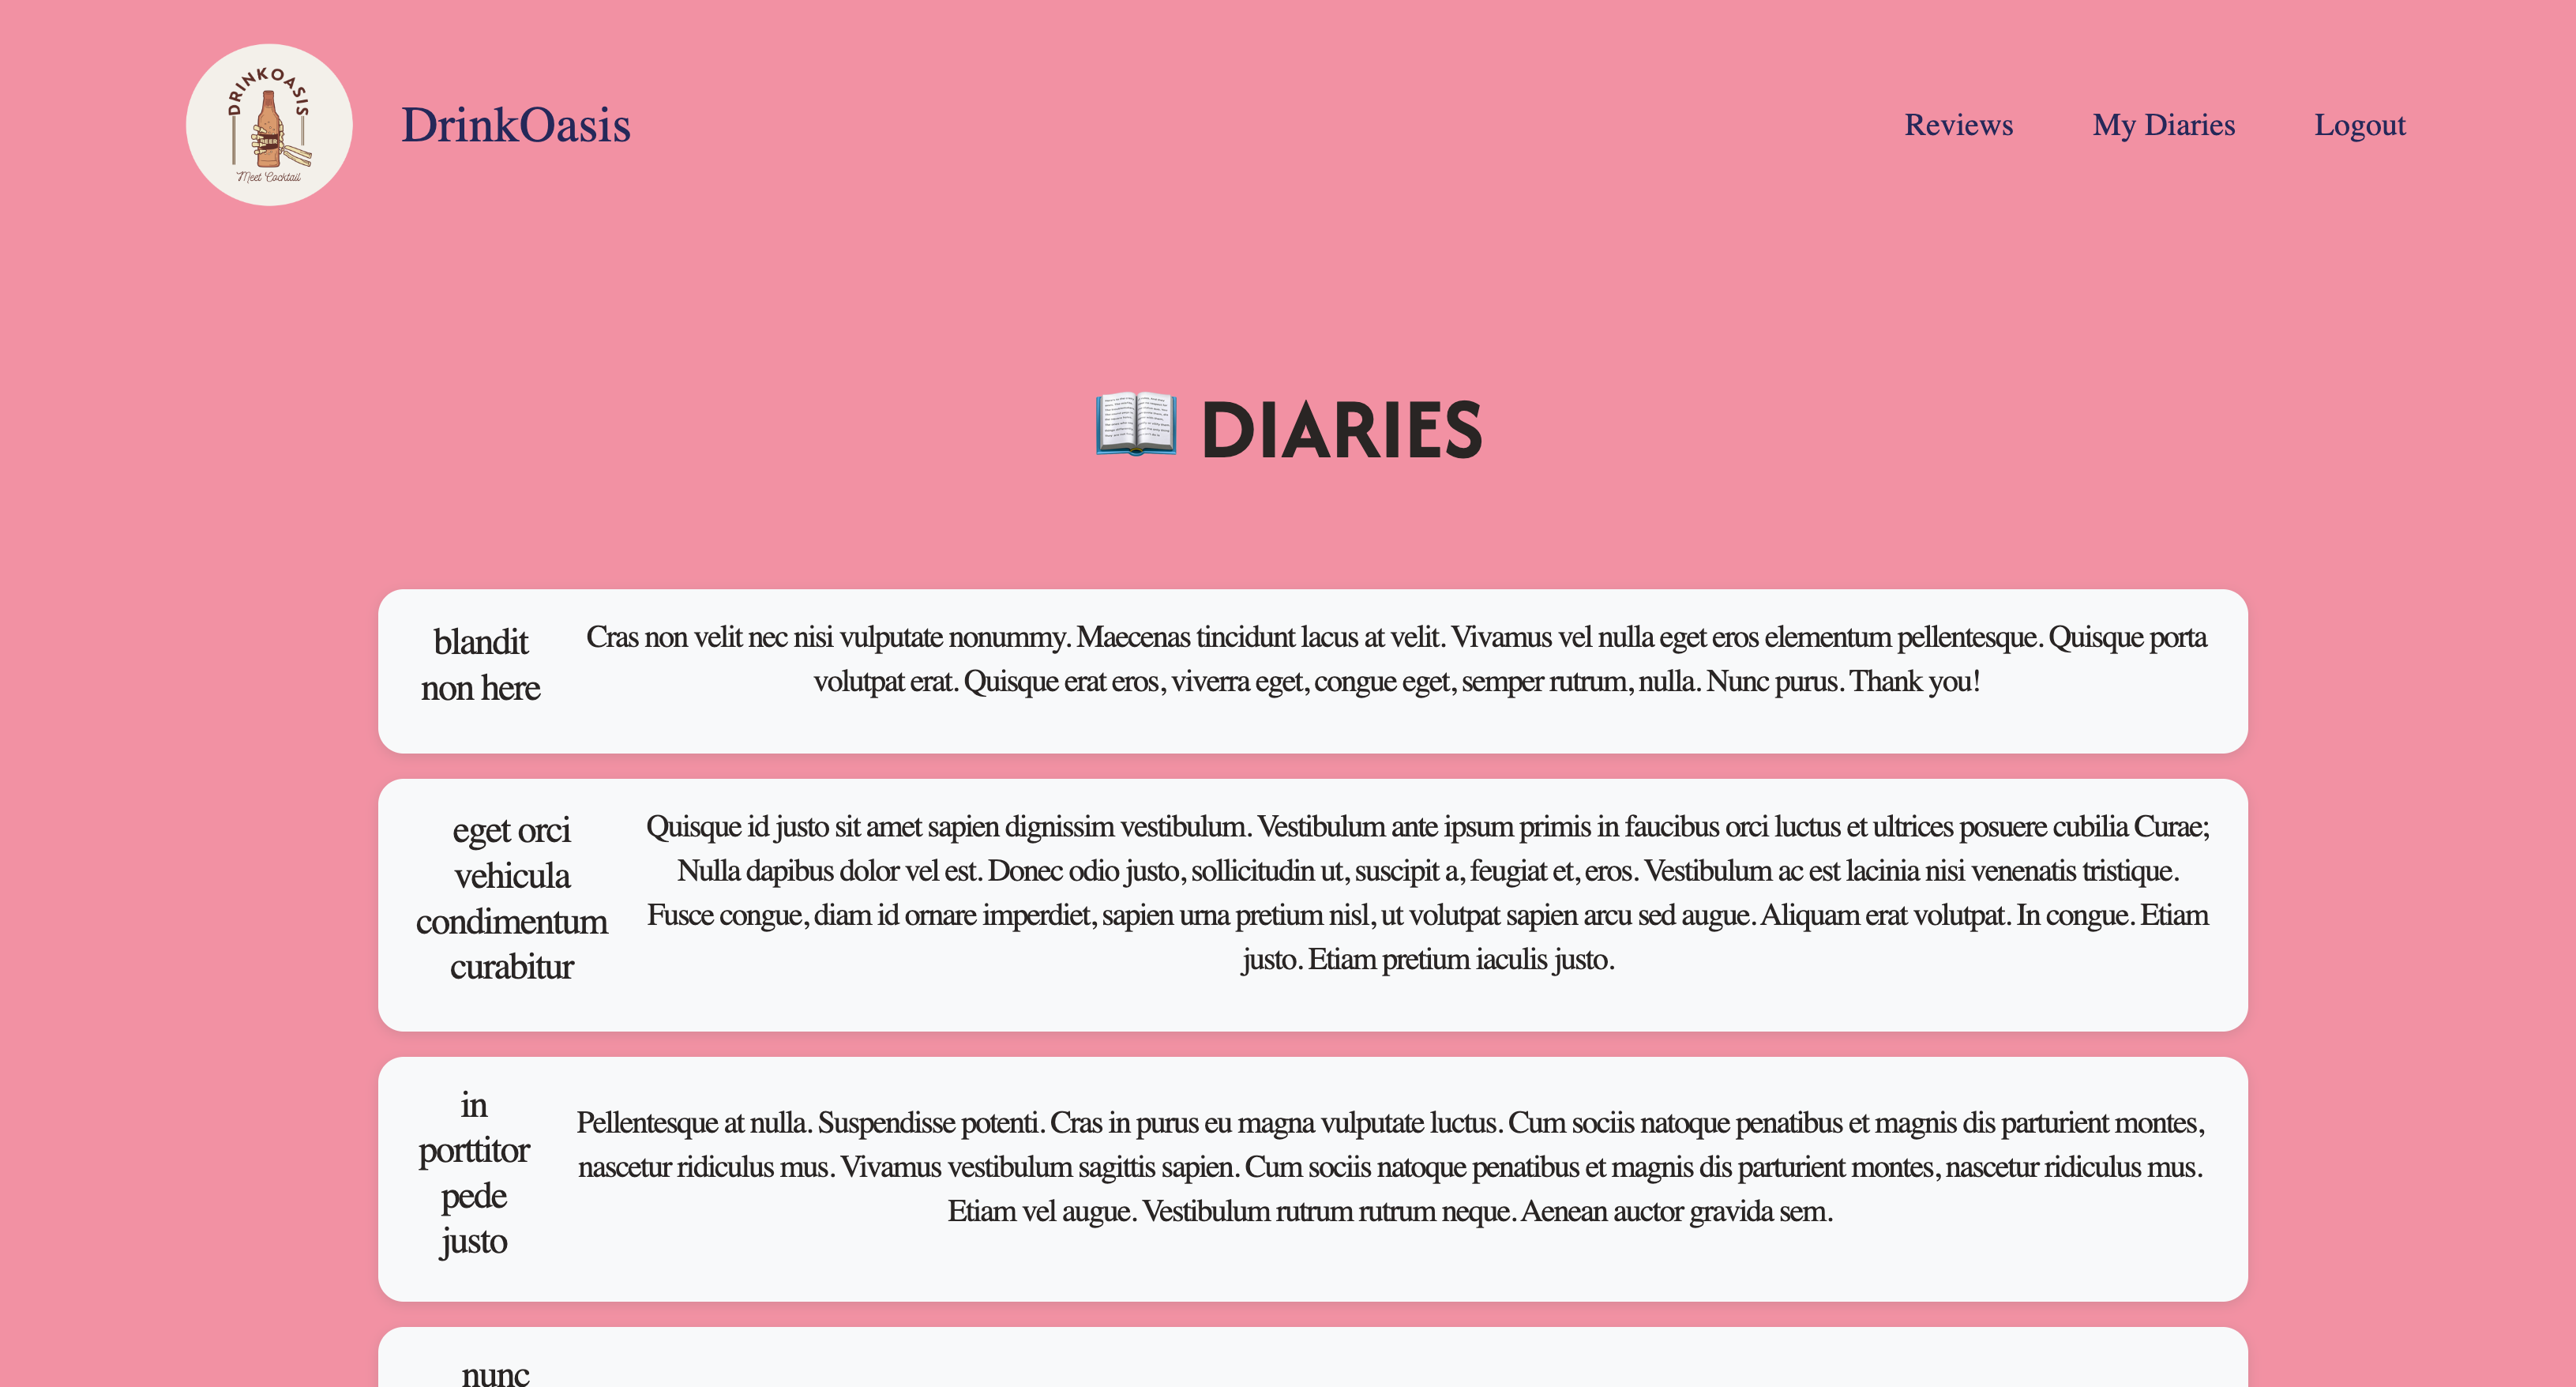 DRINKOASIS
Meet Cocktail
DrinkOasis
Reviews
My Diaries
Logout
DIARIES
blandit
non here
Cras non velit nec nisi vulputate nonummy. Maecenas tincidunt lacus at velit. Vivamus vel nulla eget eros elementum pellentesque. Quisque porta
volutpat erat. Quisque erat eros, viverra eget, congue eget, semper rutrum, nulla. Nunc purus. Thank you!
eget orci
vehicula
condimentum
curabitur
Quisque id justo sit amet sapien dignissim vestibulum. Vestibulum ante ipsum primis in faucibus orci luctus et ultrices posuere cubilia Curae;
Nulla dapibus dolor vel est. Donec odio justo, sollicitudin ut, suscipit a, feugiat et, eros. Vestibulum ac est lacinia nisi venenatis tristique.
Fusce congue, diam id ornare imperdiet, sapien urna pretium nisl, ut volutpat sapien arcu sed augue. Aliquam erat volutpat. In congue. Etiam
justo. Etiam pretium iaculis justo.
in
porttitor
pede
justo
Pellentesque at nulla. Suspendisse potenti. Cras in purus eu magna vulputate luctus. Cum sociis natoque penatibus et magnis dis parturient montes,
nascetur ridiculus mus. Vivamus vestibulum sagittis sapien. Cum sociis natoque penatibus et magnis dis parturient montes, nascetur ridiculus mus.
Etiam vel augue. Vestibulum rutrum rutrum neque. Aenean auctor gravida sem.
nunc